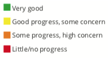 Very good
Good progress, some concern
Some progress, high concern
Little/no progress